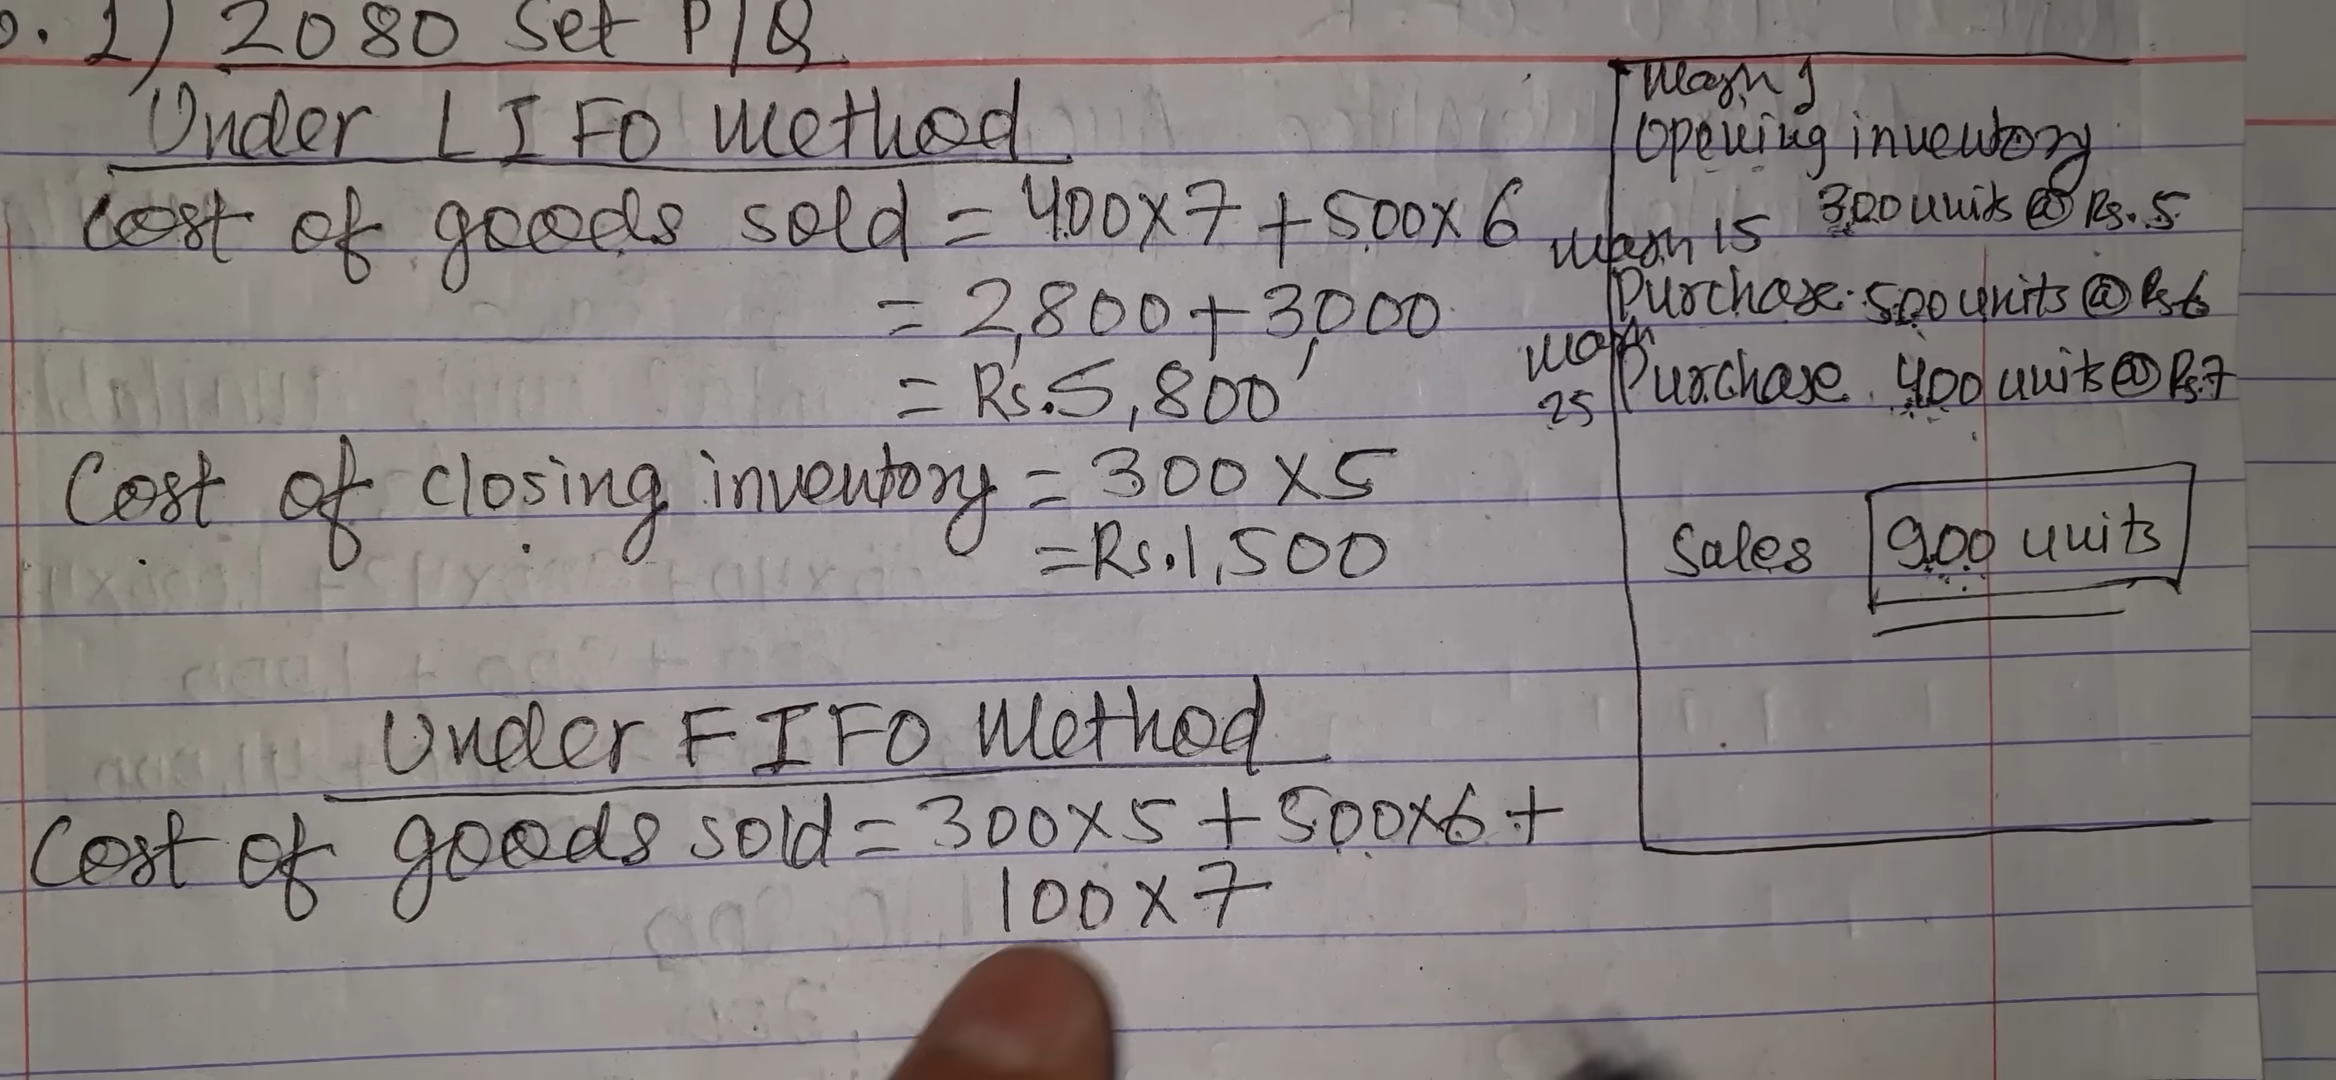 1) 2080 Set P/Q
Under LIFO Method
Cost of goods sold = 400×7 + 500×6
= 2,800 + 3,000
= Rs.5,800
Cost of closing inventory = 300×5
= Rs.1,500
Under FIFO Method
Cost of goods sold = 300×5 + 500×6 +
100×7
1
Opening inventory
300 units @ Rs. 5
15
Purchase 500 units @ Rs 6
25
Purchase 400 units @ Rs.7
Sales 900 units